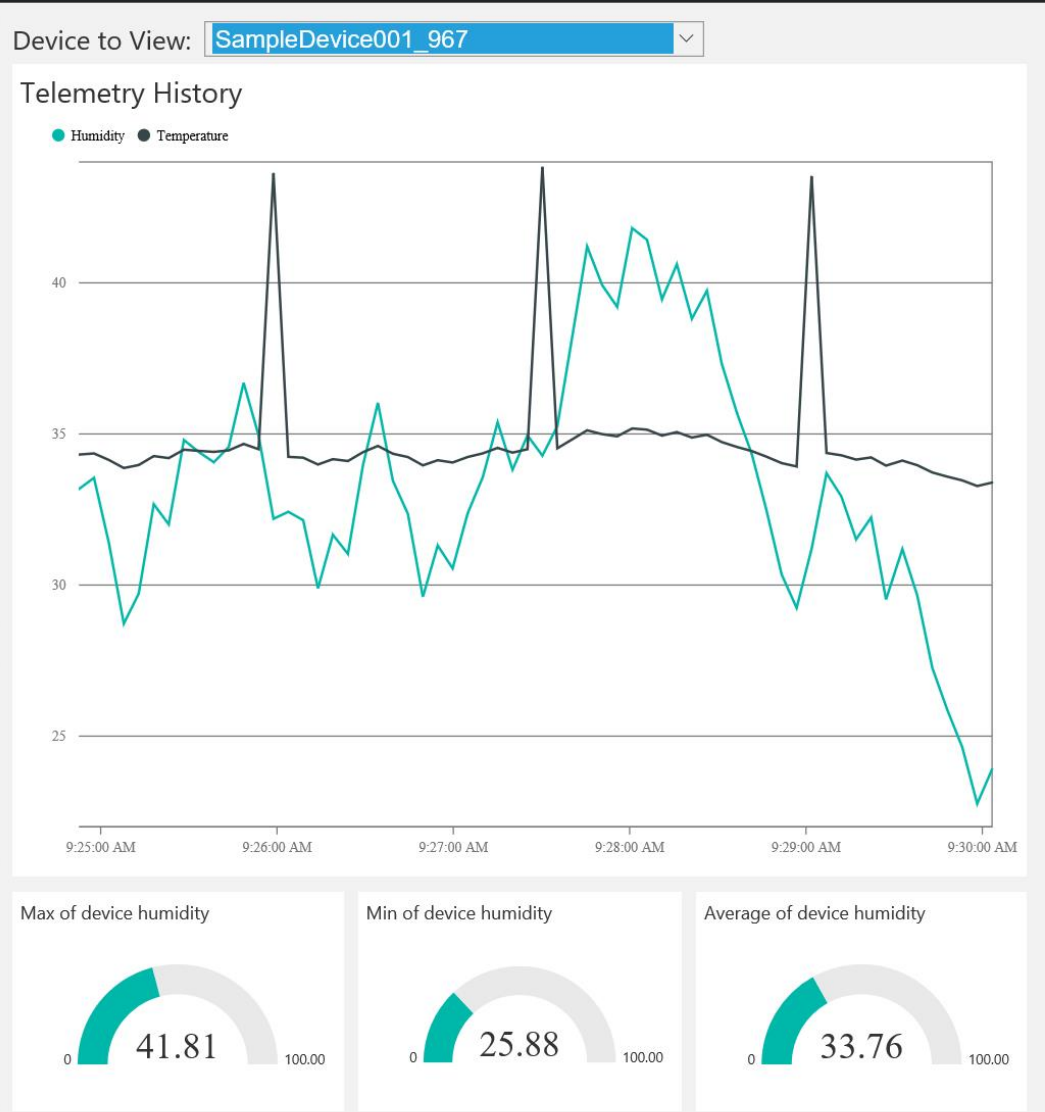 Device to View: SampleDevice001_967
Telemetry History
Humidity Temperature
40
35
30
25
9:25:00 AM 9:26:00 AM 9:27:00 AM 9:28:00 AM 9:29:00 AM 9:30:00 AM
Max of device humidity
41.81
0 100.00
Min of device humidity
25.88
0 100.00
Average of device humidity
33.76
0 100.00